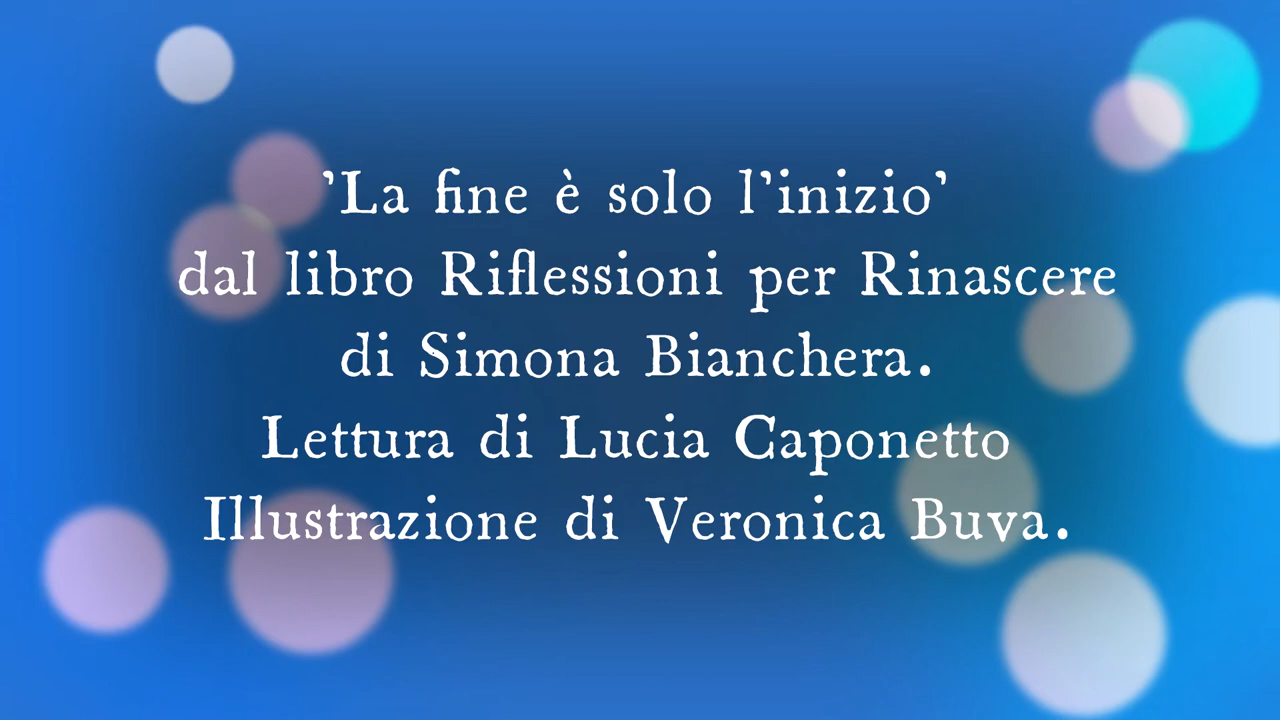 ’La fine è solo l’inizio’
dal libro Riflessioni per Rinascere
di Simona Bianchera.
Lettura di Lucia Caponetto
Illustrazione di Veronica Buva.